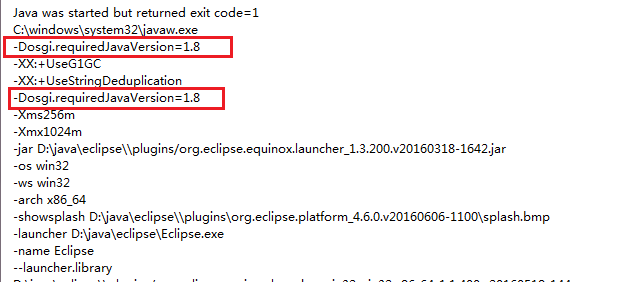 Java was started but returned exit code=1
C:\windows\system32\javaw.exe
-Dosgi.requiredJavaVersion=1.8
-XX:+UseG1GC
-XX:+UseStringDeduplication
-Dosgi.requiredJavaVersion=1.8
-Xms256m
-Xmx1024m
-jar D:\java\eclipse\\plugins/org.eclipse.equinox.launcher_1.3.200.v20160318-1642.jar
-os win32
-ws win32
-arch x86_64
-showsplash D:\java\eclipse\\plugins\org.eclipse.platform_4.6.0.v20160606-1100\splash.bmp
-launcher D:\java\eclipse\Eclipse.exe
-name Eclipse
--launcher.library